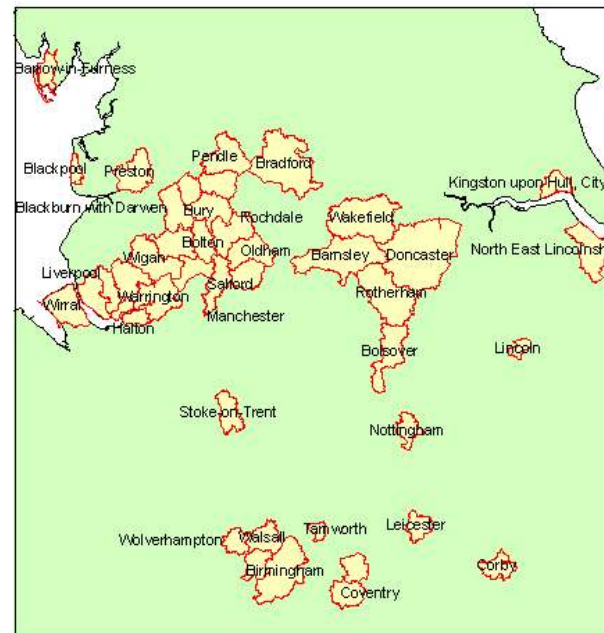 Barrow-in-Furness
Blackpool
Preston
Pendle
Bradford
Kingston upon Hull, City
Blackburn with Darwen
Bury
Rochdale
Wakefield
Bolton
Oldham
Barnsley
Doncaster
North East Lincolnsh
Wigan
Liverpool
Salford
Rotherham
Wirral
Warrington
Manchester
Halton
Bolsover
Lincoln
Stoke-on-Trent
Nottingham
Wolverhampton
Walsall
Tamworth
Leicester
Birmingham
Corby
Coventry